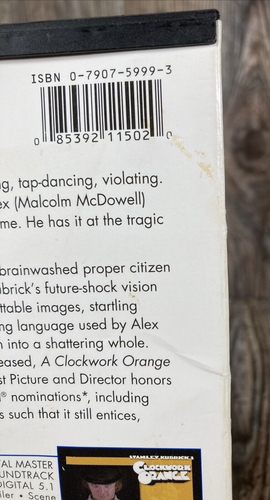 ISBN 0-7907-5999-3
0 85392 11502 0
g, tap-dancing, violating.
ex (Malcolm McDowell)
me. He has it at the tragic
brainwashed proper citizen
ubrick's future-shock vision
ttable images, startling
ng language used by Alex
n into a shattering whole.
eased, A Clockwork Orange
st Picture and Director honors
® nominations*, including
s such that it still entices,
AL MASTER
UNDTRACK
DIGITAL 5.1
iler • Scene
STANLEY KUBRICK'S
CLOCKWORK
ORANGE